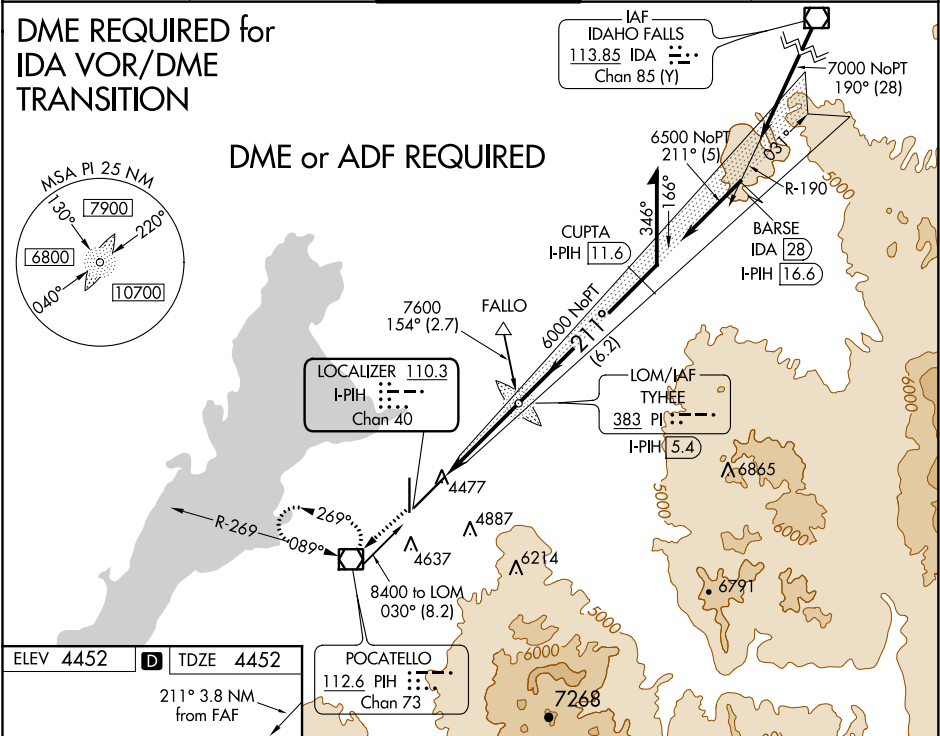 DME REQUIRED for
IDA VOR/DME
TRANSITION
DME or ADF REQUIRED
IAF
IDAHO FALLS
113.85 IDA
Chan 85 (Y)
7000 NoPT
190° (28)
6500 NoPT
211° (5)
031°
R-190
5000
MSA PI 25 NM
130°
7900
220°
6800
040°
10700
346°
166°
CUPTA
I-PIH 11.6
BARSE
IDA 28
I-PIH 16.6
7600
154° (2.7)
FALLO
6000 NoPT
211°
(6.2)
LOCALIZER 110.3
I-PIH
Chan 40
LOM/IAF
TYHEE
383 PI
I-PIH 5.4
6000
6865
5000
6000
4477
4887
4637
6214
6791
R-269
269°
089°
8400 to LOM
030° (8.2)
5000
6000
7268
POCATELLO
112.6 PIH
Chan 73
ELEV 4452
D
TDZE 4452
211° 3.8 NM
from FAF